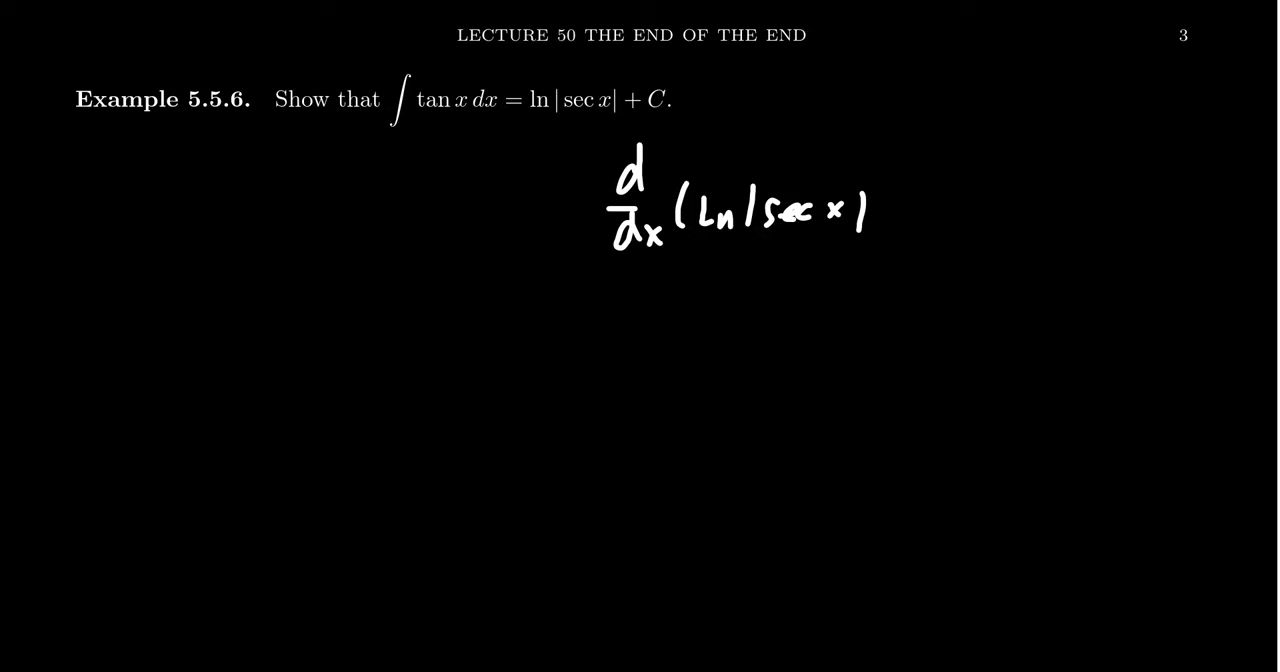 LECTURE 50 THE END OF THE END 3
Example 5.5.6. Show that ∫ tan x dx = ln | sec x| + C.
d/dx (Ln |sec x|